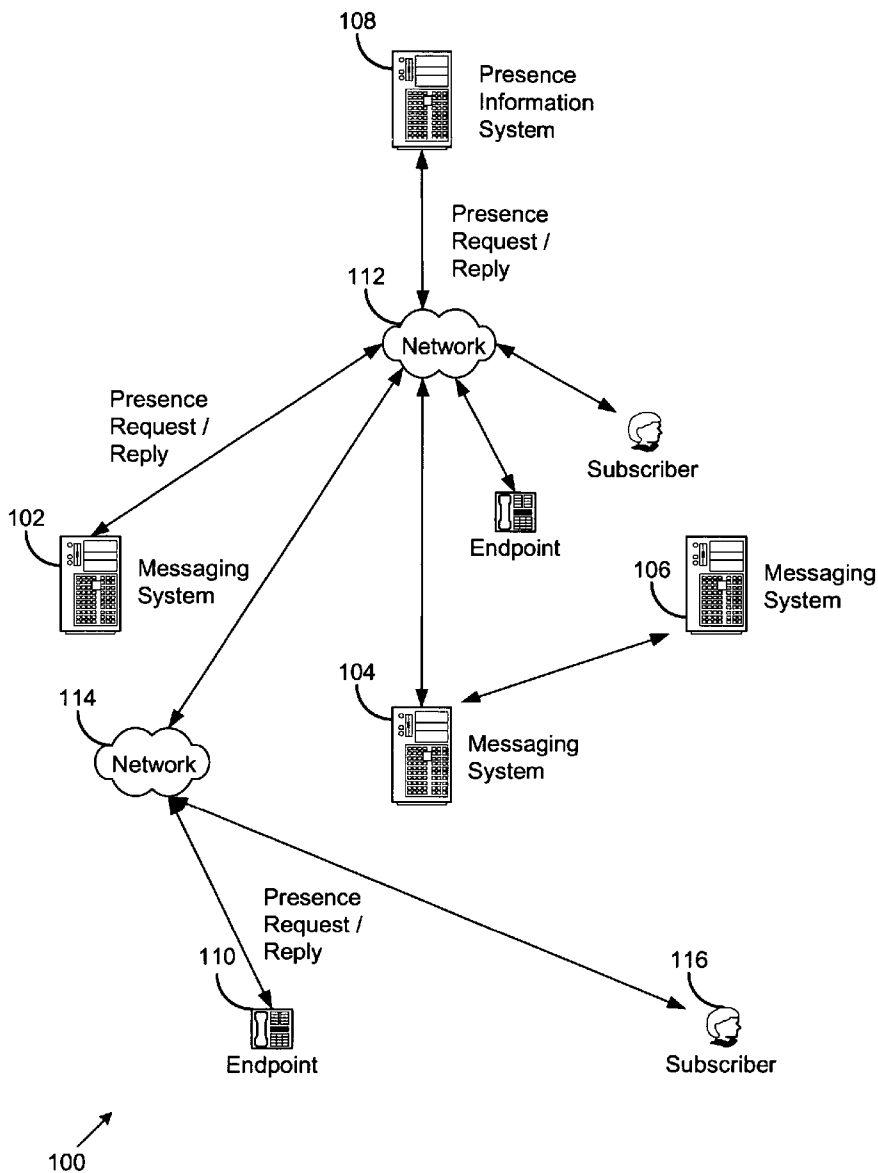 108
Presence
Information
System
Presence
Request /
Reply
112
Network
Presence
Request /
Reply
Subscriber
102
Messaging
System
Endpoint
106
Messaging
System
114
Network
104
Messaging
System
Presence
Request /
Reply
110
Endpoint
116
Subscriber
100